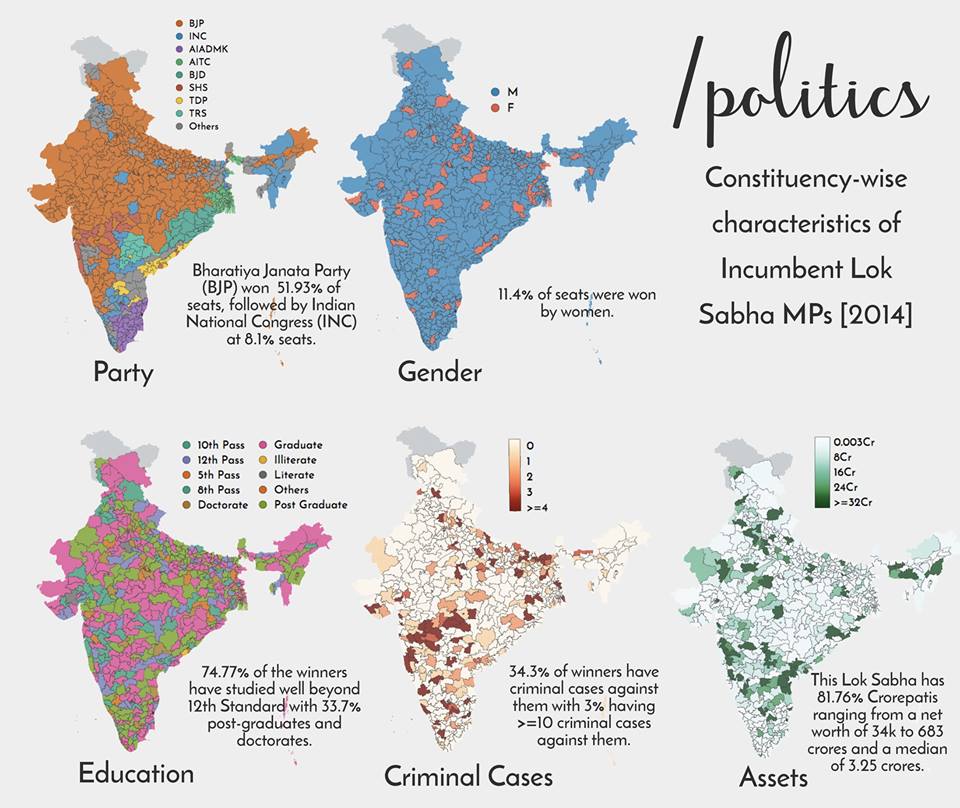 /politics
Constituency-wise
characteristics of
Incumbent Lok
Sabha MPs [2014]
BJP
INC
AIADMK
AITC
BJD
SHS
TDP
TRS
Others
Bharatiya Janata Party
(BJP) won 51.93% of
seats, followed by Indian
National Congress (INC)
at 8.1% seats.
Party
M
F
11.4% of seats were won
by women.
Gender
10th Pass
12th Pass
5th Pass
8th Pass
Doctorate
Graduate
Illiterate
Literate
Others
Post Graduate
74.77% of the winners
have studied well beyond
12th Standard with 33.7%
post-graduates and
doctorates.
Education
0
1
2
3
>=4
34.3% of winners have
criminal cases against
them with 3% having
>=10 criminal cases
against them.
Criminal Cases
0.003Cr
8Cr
16Cr
24Cr
>=32Cr
This Lok Sabha has
81.76% Crorepatis
ranging from a net
worth of 34k to 683
crores and a median
of 3.25 crores.
Assets